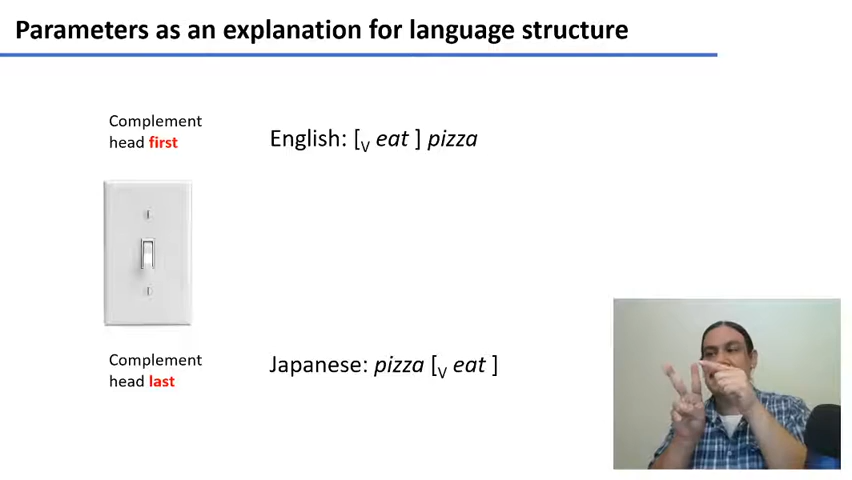 Parameters as an explanation for language structure
Complement
head first
English: [V eat ] pizza
Complement
head last
Japanese: pizza [V eat ]